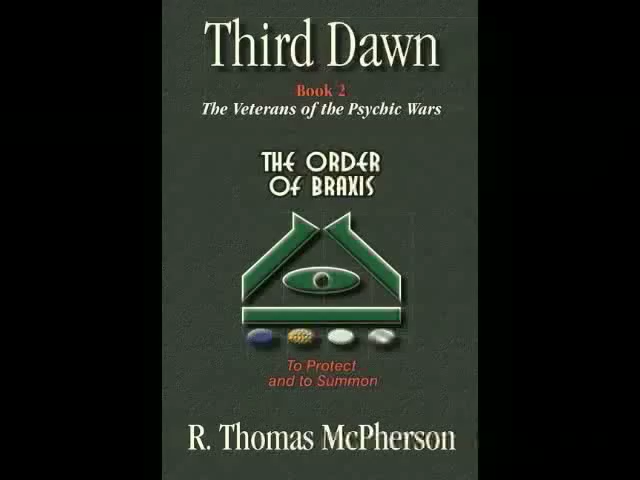 Third Dawn
Book 2
The Veterans of the Psychic Wars
THE ORDER
OF BRAXIS
To Protect
and to Summon
R. Thomas McPherson